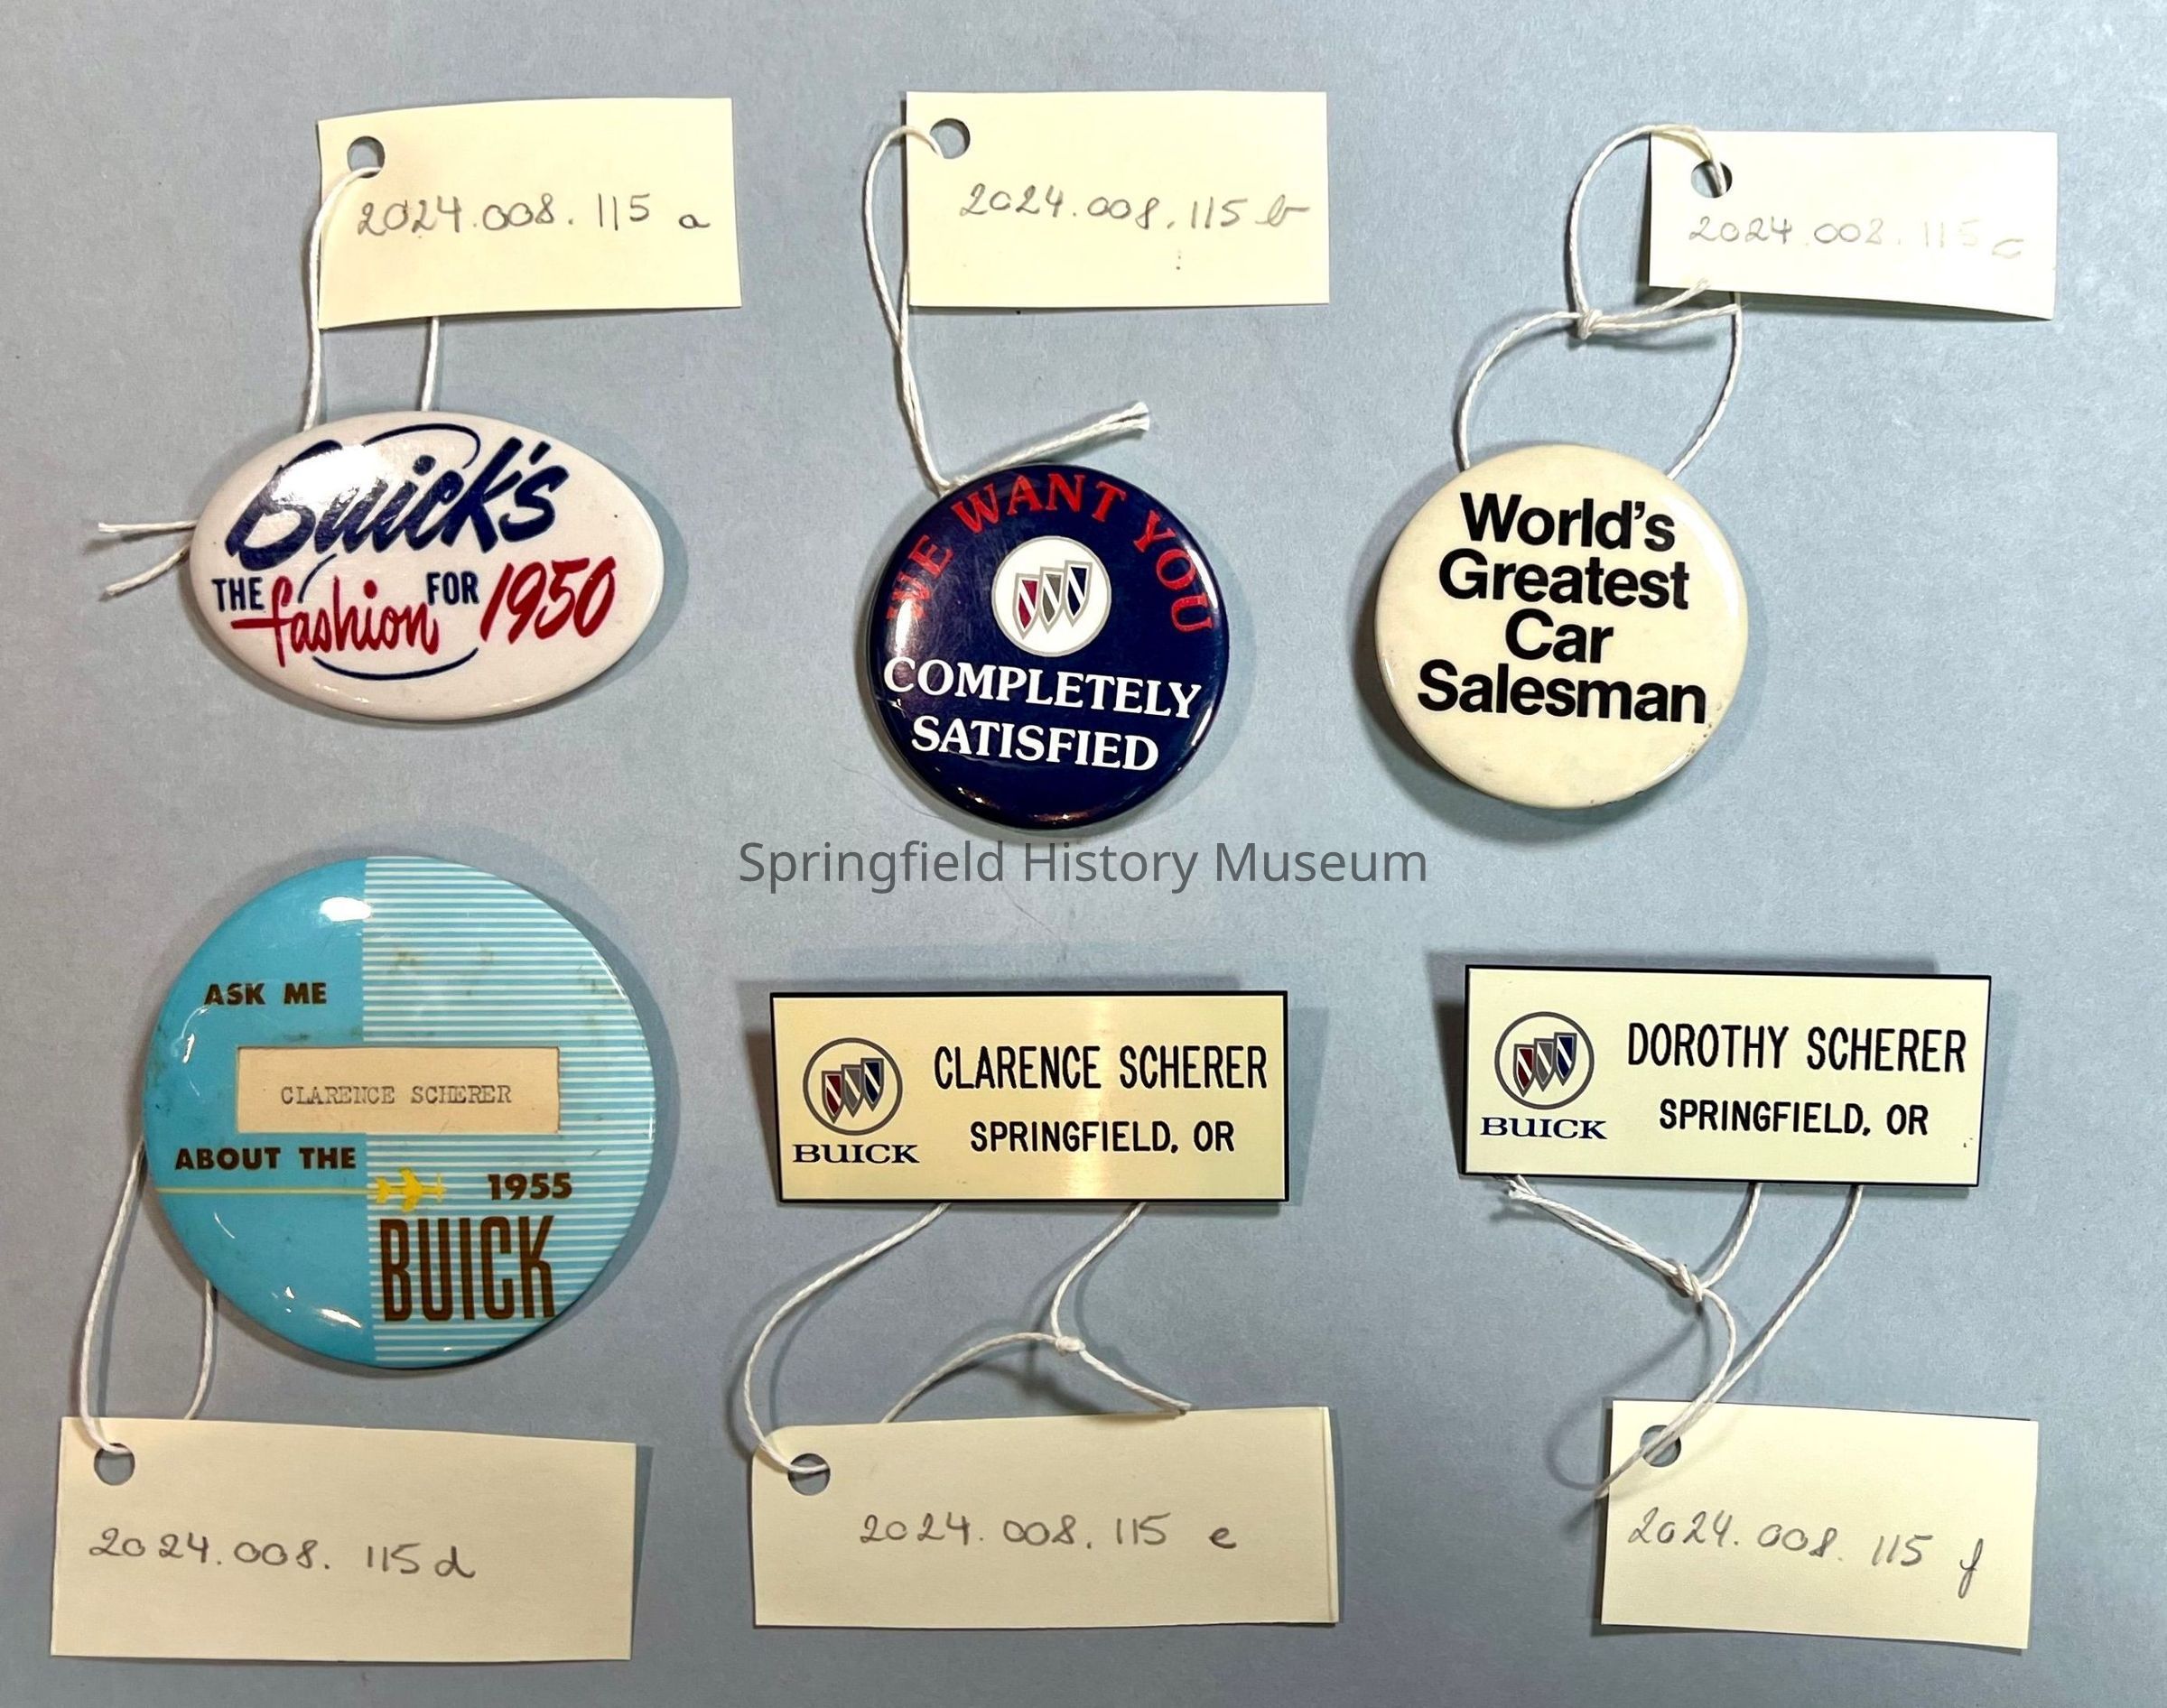 2024.008.115 a
2024.008.115 b
2024.008.115 c
Buick's
THE fashion FOR 1950
WE WANT YOU
COMPLETELY
SATISFIED
World's
Greatest
Car
Salesman
Springfield History Museum
ASK ME
CLARENCE SCHERER
ABOUT THE
1955
BUICK
CLARENCE SCHERER
SPRINGFIELD, OR
BUICK
DOROTHY SCHERER
SPRINGFIELD, OR
BUICK
2024.008. 115 d
2024. 008. 115 e
2024. 008. 115 f